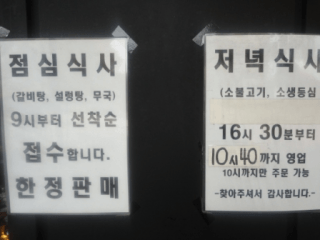 점심식사
(갈비탕, 설렁탕, 무국)
9시부터 선착순
접수합니다.
한정판매
저녁식사
(소불고기, 소생등심
16시 30분부터
10시40까지 영업
10시까지만 주문 가능
-찾아주셔서 감사합니다.-